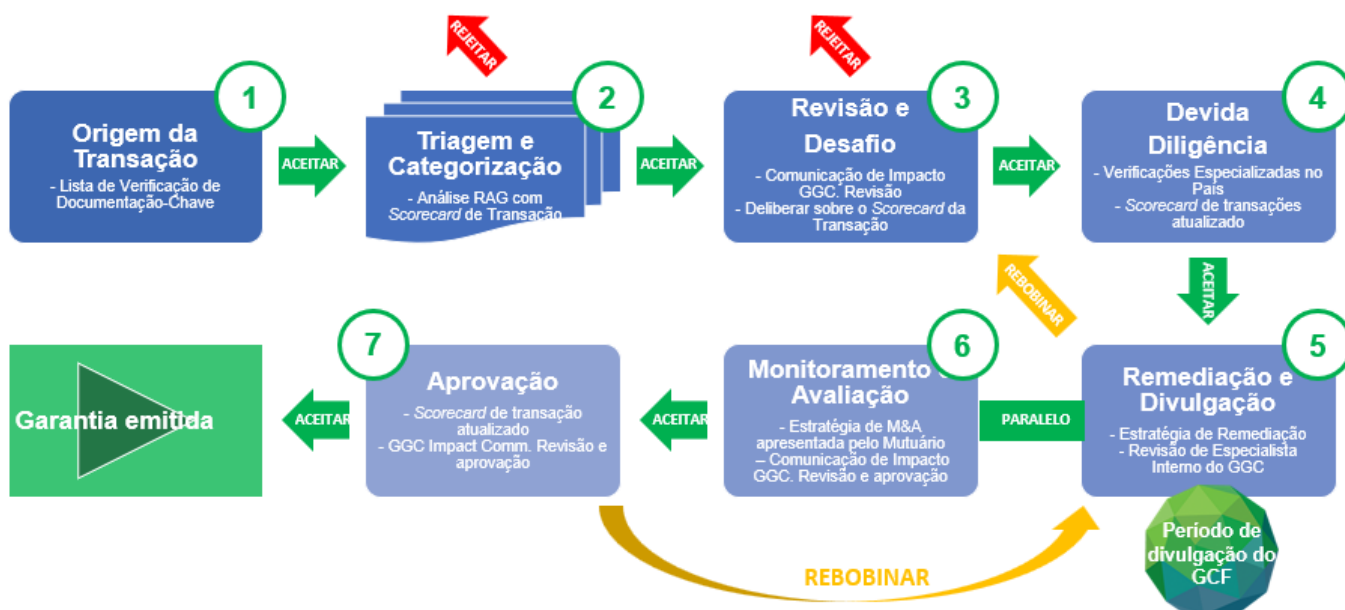 REJEITAR
REJEITAR
1
Origem da
Transação
- Lista de Verificação de
Documentação-Chave
ACEITAR
2
Triagem e
Categorização
- Análise RAG com
Scorecard de Transação
ACEITAR
3
Revisão e
Desafio
- Comunicação de Impacto
GGC. Revisão
- Deliberar sobre o Scorecard da
Transação
ACEITAR
4
Devida
Diligência
- Verificações Especializadas no
País
- Scorecard de transações
atualizado
ACEITAR
REBOBINAR
5
Remediação e
Divulgação
- Estratégia de Remediação
- Revisão de Especialista
Interno do GGC
Período de
divulgação do
GCF
PARALELO
6
Monitoramento
Avaliação
- Estratégia de M&A
apresentada pelo Mutuário
– Comunicação de Impacto
GGC. Revisão e aprovação
ACEITAR
7
Aprovação
- Scorecard de transação
atualizado
- GGC Impact Comm. Revisão e
aprovação
ACEITAR
Garantia emitida
REBOBINAR